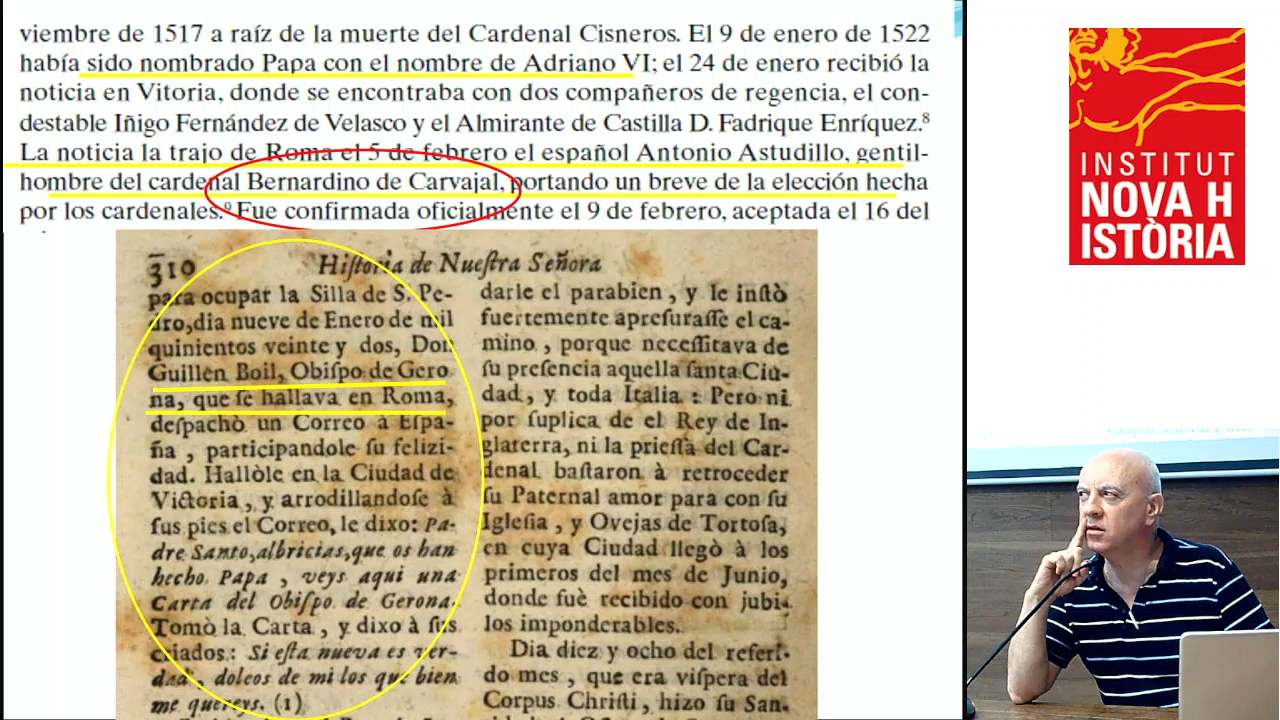 viembre de 1517 a raíz de la muerte del Cardenal Cisneros. El 9 de enero de 1522
había sido nombrado Papa con el nombre de Adriano VI; el 24 de enero recibió la
noticia en Vitoria, donde se encontraba con dos compañeros de regencia, el con-
destable Iñigo Fernández de Velasco y el Almirante de Castilla D. Fadrique Enríquez.⁸
La noticia la trajo de Roma el 5 de febrero el español Antonio Astudillo, gentil-
hombre del cardenal Bernardino de Carvajal, portando un breve de la elección hecha
por los cardenales.⁹ Fue confirmada oficialmente el 9 de febrero, aceptada el 16 del
310 Hiſtoria de Nueſtra Señora
para ocupar la Silla de S. Pe-
dro,dia nueve de Enero de mil
quinientos veinte y dos, Don
Guillen Boil, Obiſpo de Gero
na, que ſe hallava en Roma,
deſpachò un Correo à Eſpa-
ña , participandole ſu felizi-
dad. Hallòle en la Ciudad de
Victoria , y arrodillandoſe à
ſus pies el Correo, le dixo: Pa-
dre Santo,albricias,que os han
hecho Papa , veys aqui una
Carta del Obiſpo de Gerona.
Tomò la Carta , y dixo à ſus
criados: Si eſta nueva es ver-
dad , doleos de mi los que bien
me quereys. (1)
darle el parabien , y le inſtò
fuertemente apreſuraſſe el ca-
mino , porque neceſſitava de
ſu preſencia aquella ſanta Ciu-
dad , y toda Italia : Pero ni
por ſuplica de el Rey de In-
glaterra, ni la prieſſa del Car-
denal baſtaron à retroceder
ſu Paternal amor para con ſu
Igleſia , y Ovejas de Tortoſa,
en cuya Ciudad llegò à los
primeros del mes de Junio,
donde fuè recibido con jubi-
los imponderables.
Dia diez y ocho del referi-
do mes , que era viſpera del
Corpus Chriſti , hizo ſu San-
INSTITUT
NOVA H
ISTÒRIA